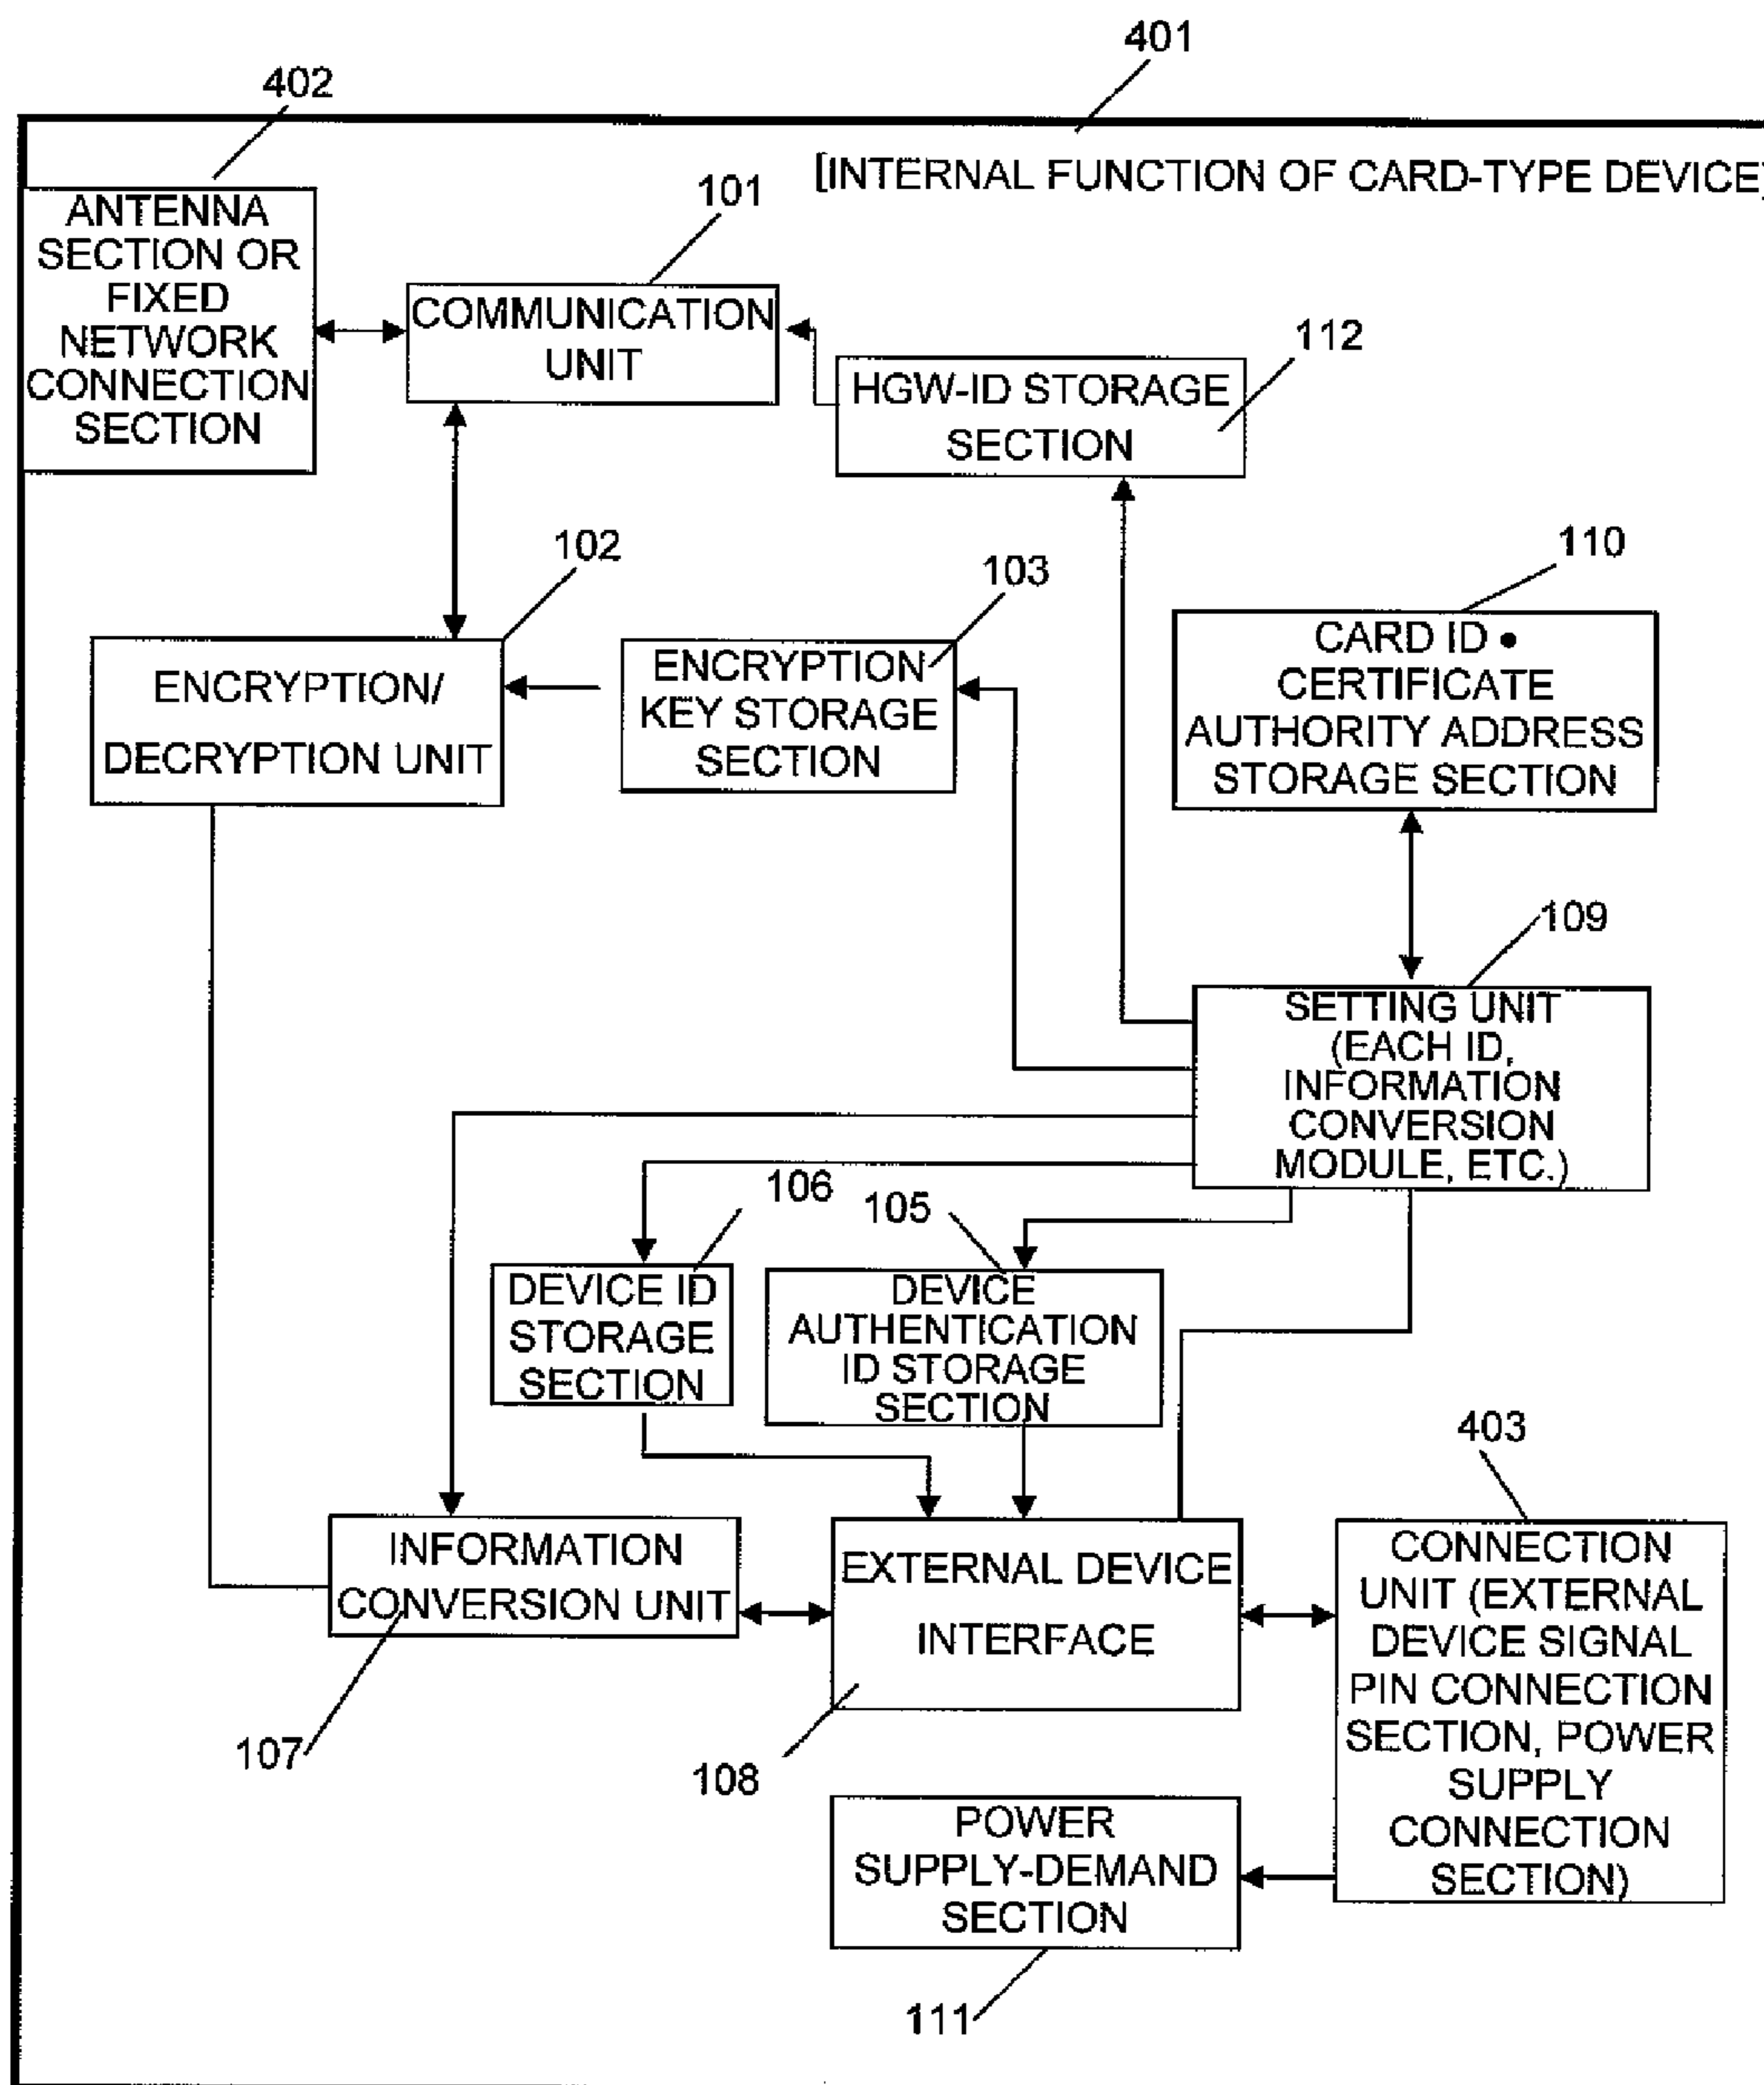 401
402
[INTERNAL FUNCTION OF CARD-TYPE DEVICE]
101
ANTENNA
SECTION OR
FIXED
NETWORK
CONNECTION
SECTION
COMMUNICATION
UNIT
112
HGW-ID STORAGE
SECTION
102
103
110
ENCRYPTION/
DECRYPTION UNIT
ENCRYPTION
KEY STORAGE
SECTION
CARD ID •
CERTIFICATE
AUTHORITY ADDRESS
STORAGE SECTION
109
SETTING UNIT
(EACH ID,
INFORMATION
CONVERSION
MODULE, ETC.)
106
105
DEVICE ID
STORAGE
SECTION
DEVICE
AUTHENTICATION
ID STORAGE
SECTION
403
INFORMATION
CONVERSION UNIT
EXTERNAL DEVICE
INTERFACE
CONNECTION
UNIT (EXTERNAL
DEVICE SIGNAL
PIN CONNECTION
SECTION, POWER
SUPPLY
CONNECTION
SECTION)
107
108
POWER
SUPPLY-DEMAND
SECTION
111